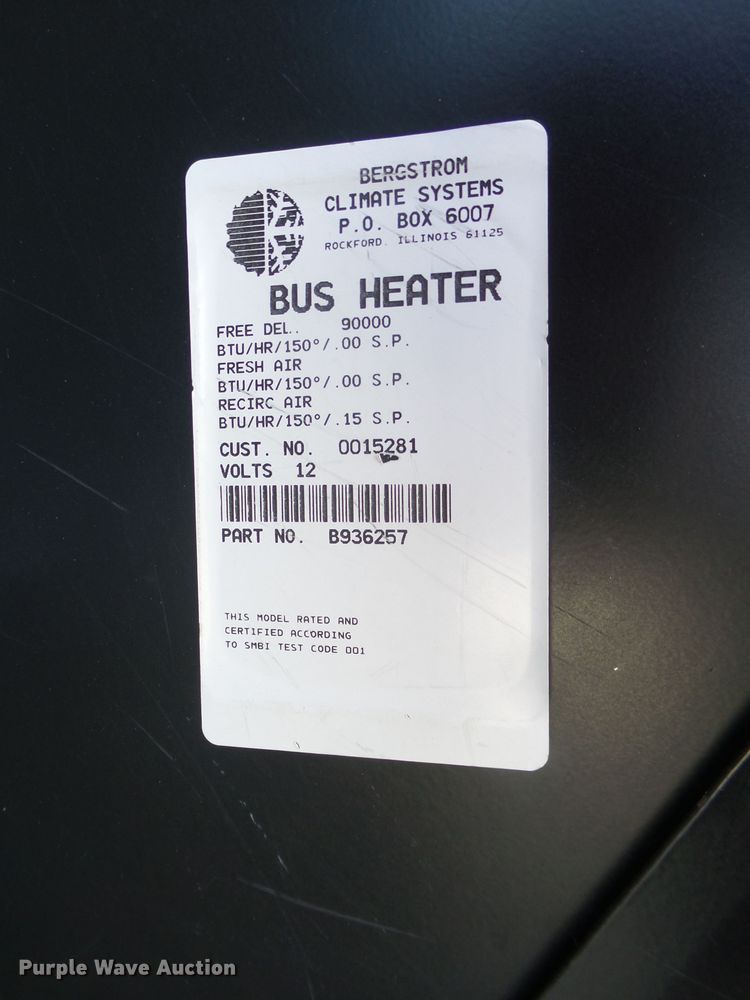 BERGSTROM
CLIMATE SYSTEMS
P.O. BOX 6007
ROCKFORD. ILLINOIS 61125
BUS HEATER
FREE DEL.. 90000
BTU/HR/150°/.00 S.P.
FRESH AIR
BTU/HR/150°/.00 S.P.
RECIRC AIR
BTU/HR/150°/.15 S.P.
CUST. NO. 0015281
VOLTS 12
PART NO. B936257
THIS MODEL RATED AND
CERTIFIED ACCORDING
TO SMBI TEST CODE 001
Purple Wave Auction